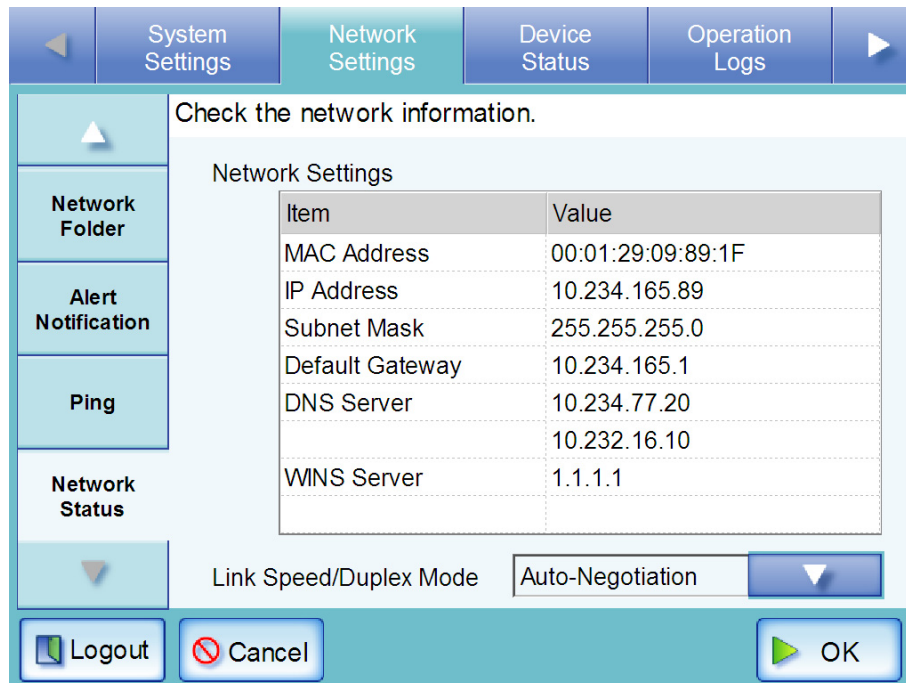 System Settings
Network Settings
Device Status
Operation Logs
Check the network information.
Network Folder
Alert Notification
Ping
Network Status
Network Settings
Item Value
MAC Address 00:01:29:09:89:1F
IP Address 10.234.165.89
Subnet Mask 255.255.255.0
Default Gateway 10.234.165.1
DNS Server 10.234.77.20
10.232.16.10
WINS Server 1.1.1.1
Link Speed/Duplex Mode Auto-Negotiation
Logout Cancel OK